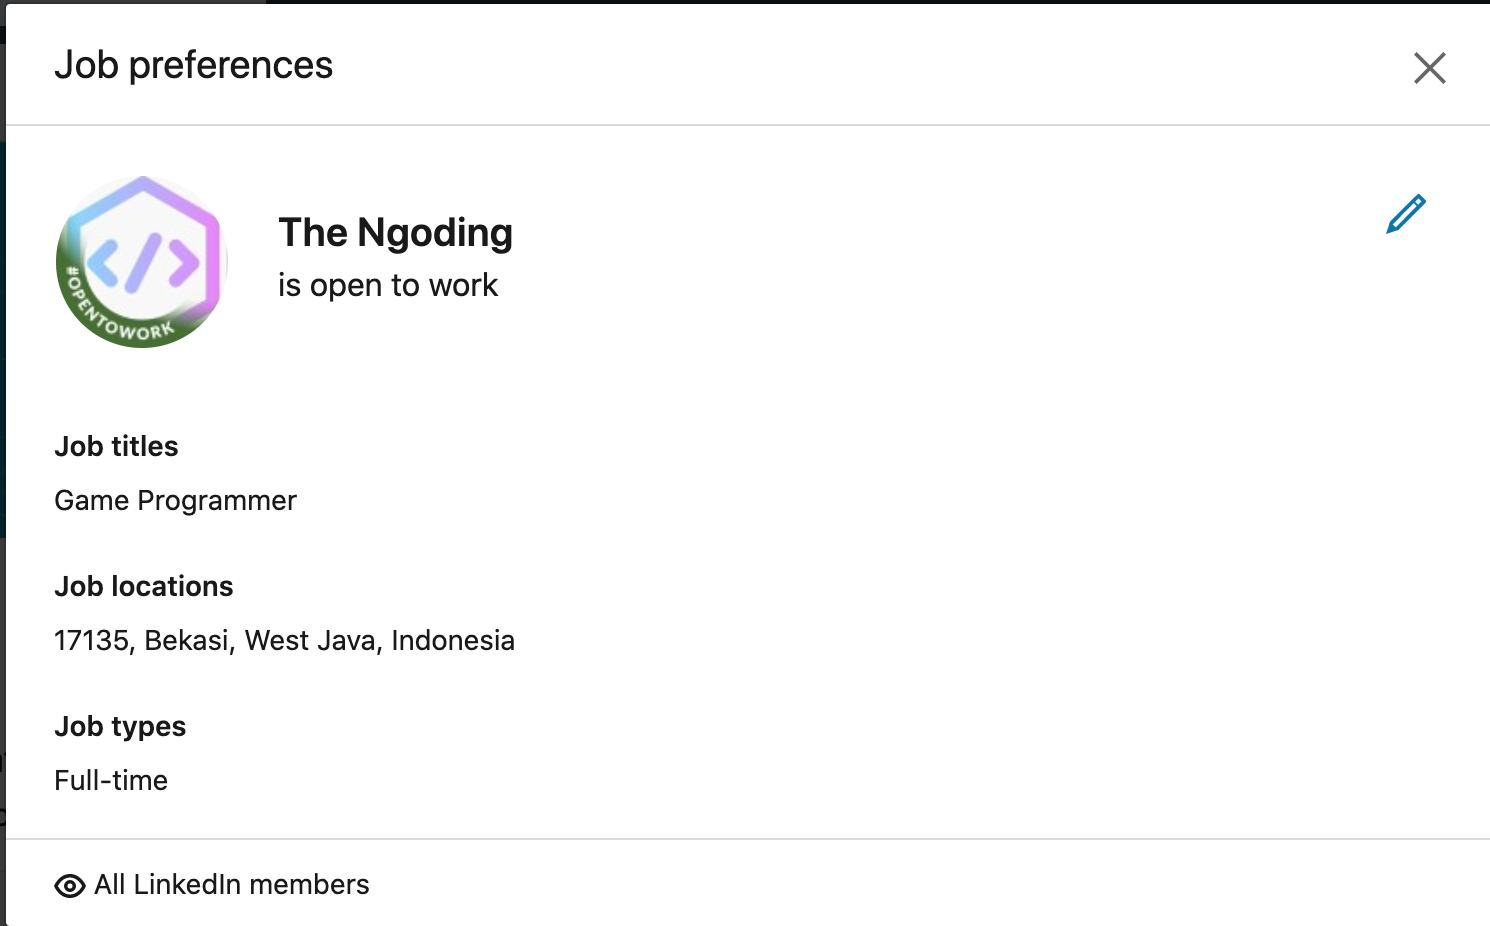 Job preferences
The Ngoding
is open to work
#OPENTOWORK
Job titles
Game Programmer
Job locations
17135, Bekasi, West Java, Indonesia
Job types
Full-time
All LinkedIn members